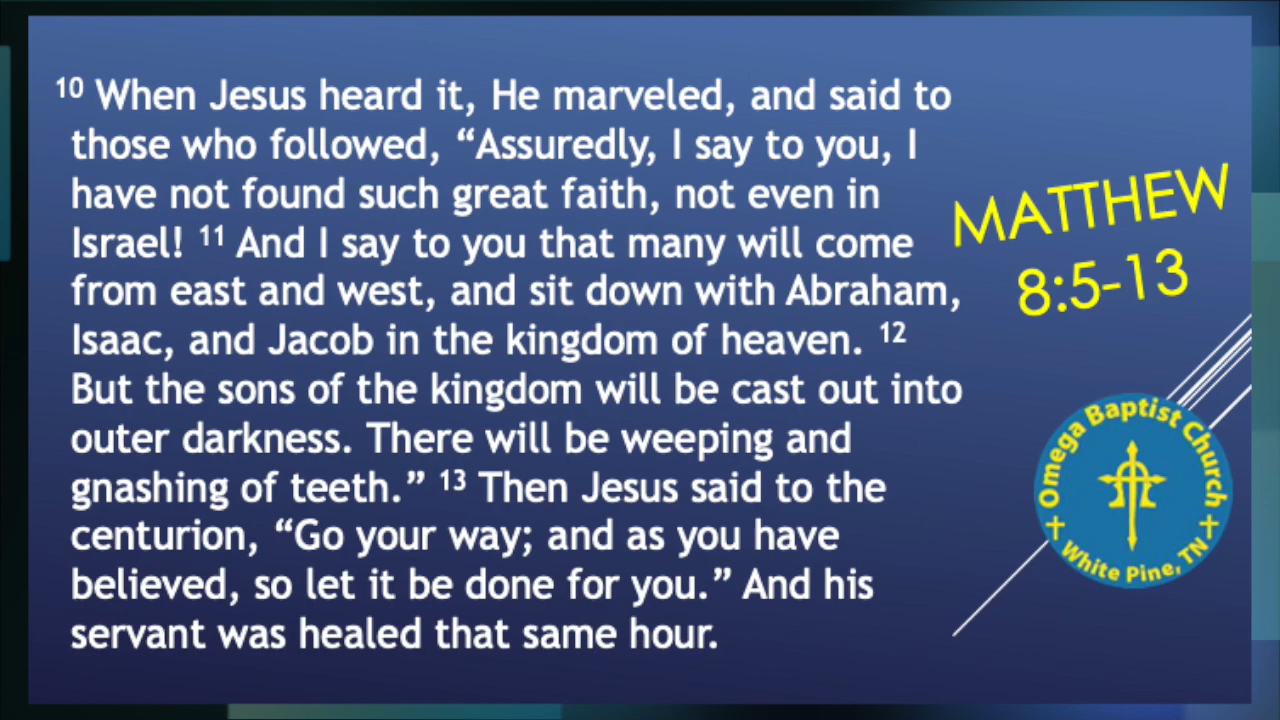 10 When Jesus heard it, He marveled, and said to
those who followed, “Assuredly, I say to you, I
have not found such great faith, not even in
Israel! 11 And I say to you that many will come
from east and west, and sit down with Abraham,
Isaac, and Jacob in the kingdom of heaven. 12
But the sons of the kingdom will be cast out into
outer darkness. There will be weeping and
gnashing of teeth.” 13 Then Jesus said to the
centurion, “Go your way; and as you have
believed, so let it be done for you.” And his
servant was healed that same hour.
MATTHEW
8:5-13
Omega Baptist Church
White Pine, TN